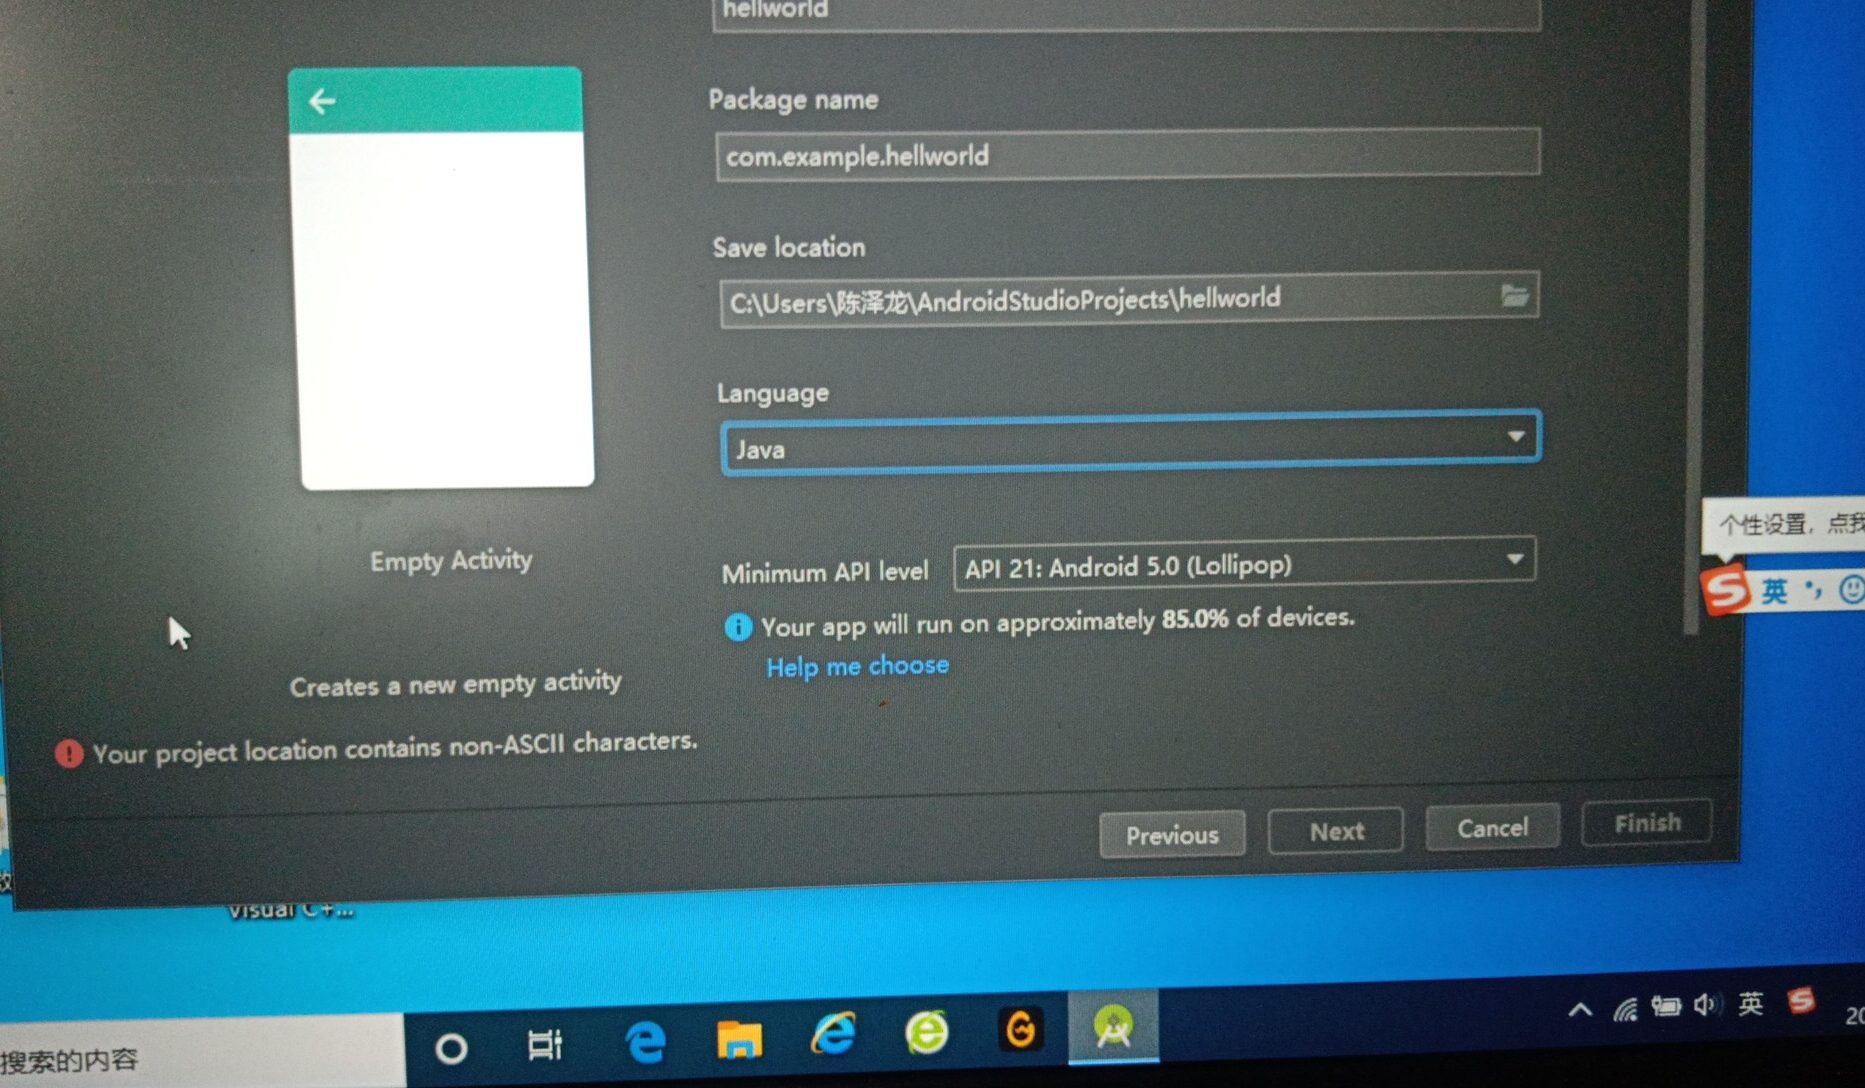 hellworld
Package name
com.example.hellworld
Save location
C:\Users\陈泽龙\AndroidStudioProjects\hellworld
Language
Java
Empty Activity
Minimum API level
API 21: Android 5.0 (Lollipop)
Your app will run on approximately 85.0% of devices.
Help me choose
Creates a new empty activity
Your project location contains non-ASCII characters.
Previous
Next
Cancel
Finish
个性设置，点我
英
Visual C+...
搜索的内容
英
20